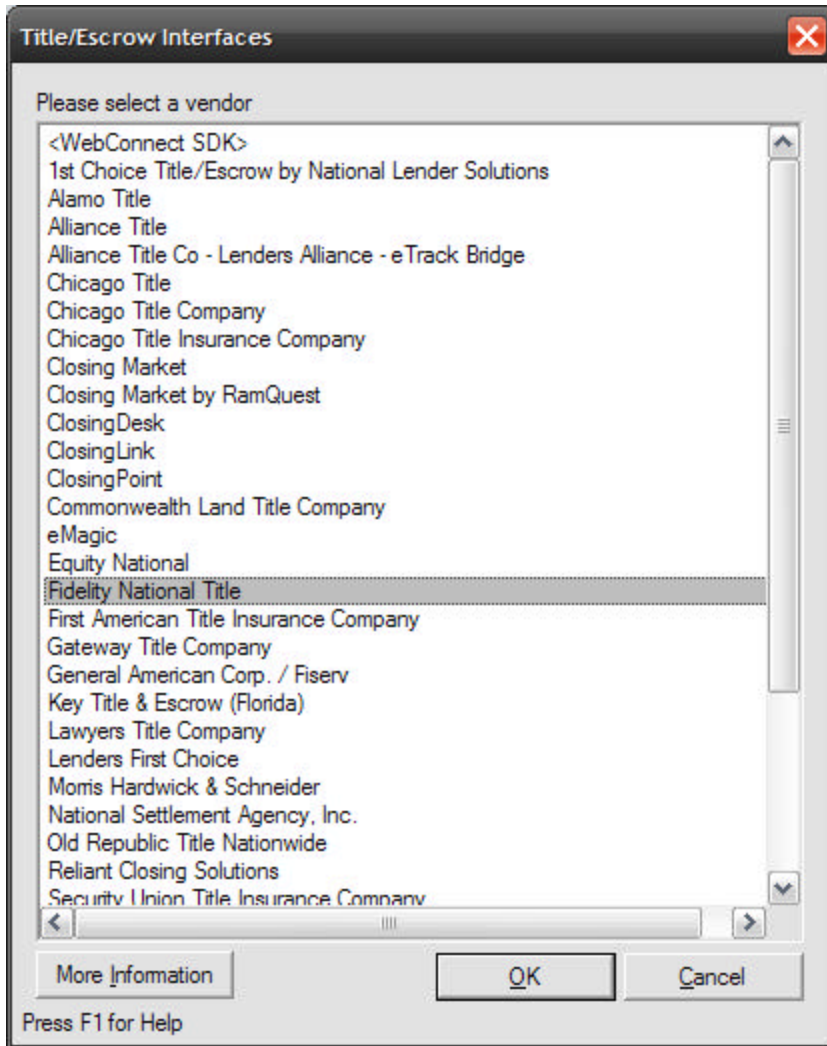 Title/Escrow Interfaces
Please select a vendor
<WebConnect SDK>
1st Choice Title/Escrow by National Lender Solutions
Alamo Title
Alliance Title
Alliance Title Co - Lenders Alliance - eTrack Bridge
Chicago Title
Chicago Title Company
Chicago Title Insurance Company
Closing Market
Closing Market by RamQuest
ClosingDesk
ClosingLink
ClosingPoint
Commonwealth Land Title Company
eMagic
Equity National
Fidelity National Title
First American Title Insurance Company
Gateway Title Company
General American Corp. / Fiserv
Key Title & Escrow (Florida)
Lawyers Title Company
Lenders First Choice
Morris Hardwick & Schneider
National Settlement Agency, Inc.
Old Republic Title Nationwide
Reliant Closing Solutions
Security Union Title Insurance Company
More Information
OK
Cancel
Press F1 for Help